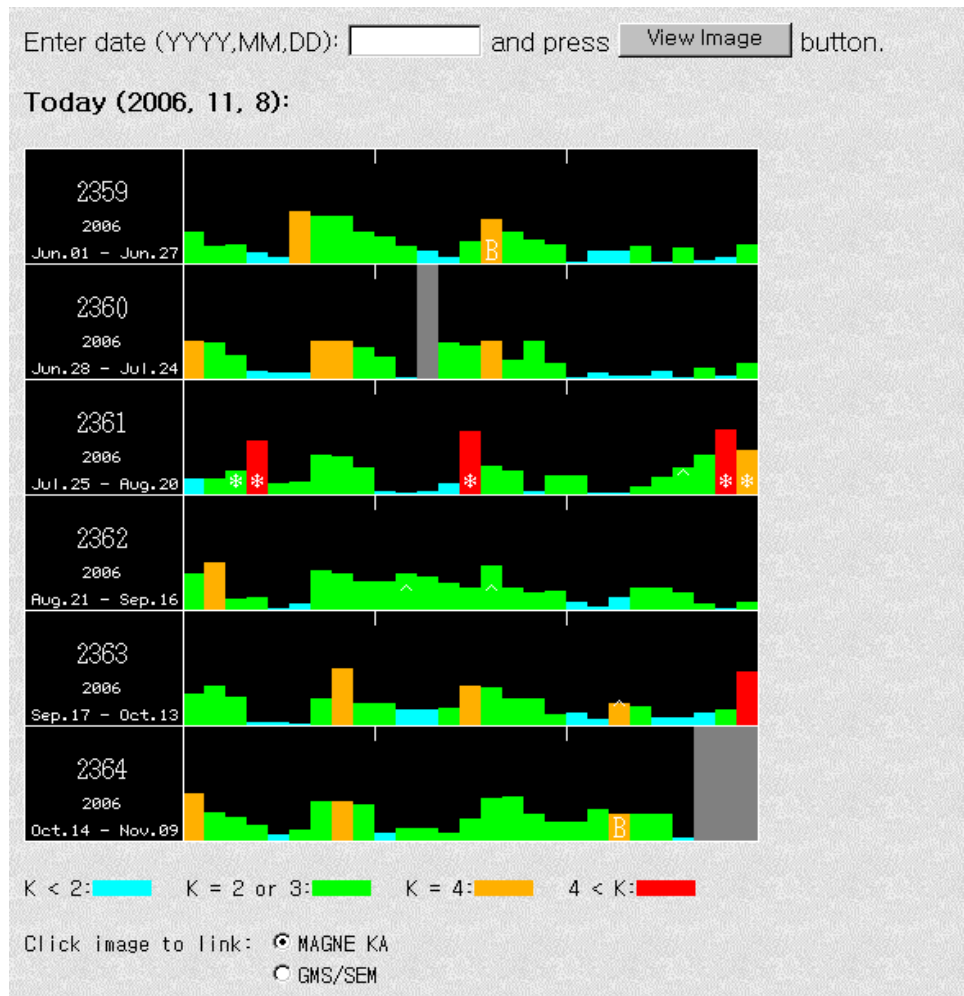 Enter date (YYYY,MM,DD): and press View Image button.
Today (2006, 11, 8):
2359
2006
Jun.01 - Jun.27
B
2360
2006
Jun.28 - Jul.24
2361
2006
Jul.25 - Aug.20
* * * * *
^
2362
2006
Aug.21 - Sep.16
^ ^
2363
2006
Sep.17 - Oct.13
^
2364
2006
Oct.14 - Nov.09
B
K < 2: K = 2 or 3: K = 4: 4 < K:
Click image to link: MAGNE KA
GMS/SEM